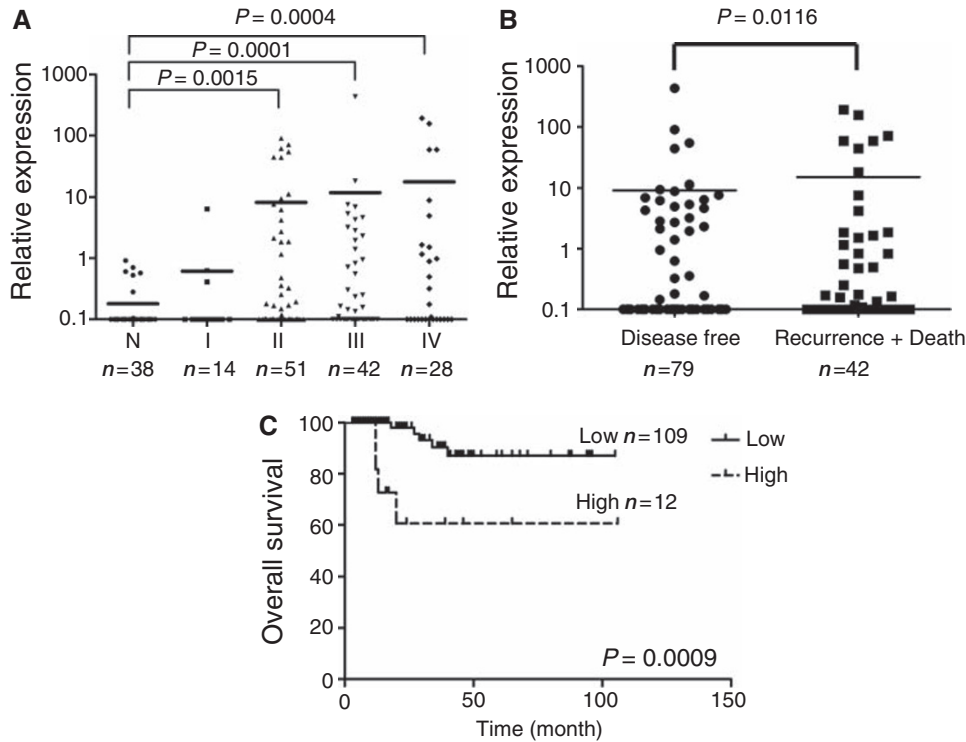 A
P = 0.0004
P = 0.0001
P = 0.0015
Relative expression
1000
100
10
1
0.1
N I II III IV
n=38 n=14 n=51 n=42 n=28
B
P = 0.0116
Relative expression
1000
100
10
1
0.1
Disease free Recurrence + Death
n=79 n=42
C
Overall survival
100
80
60
40
20
0
Low n=109
High n=12
Low
High
P = 0.0009
0 50 100 150
Time (month)